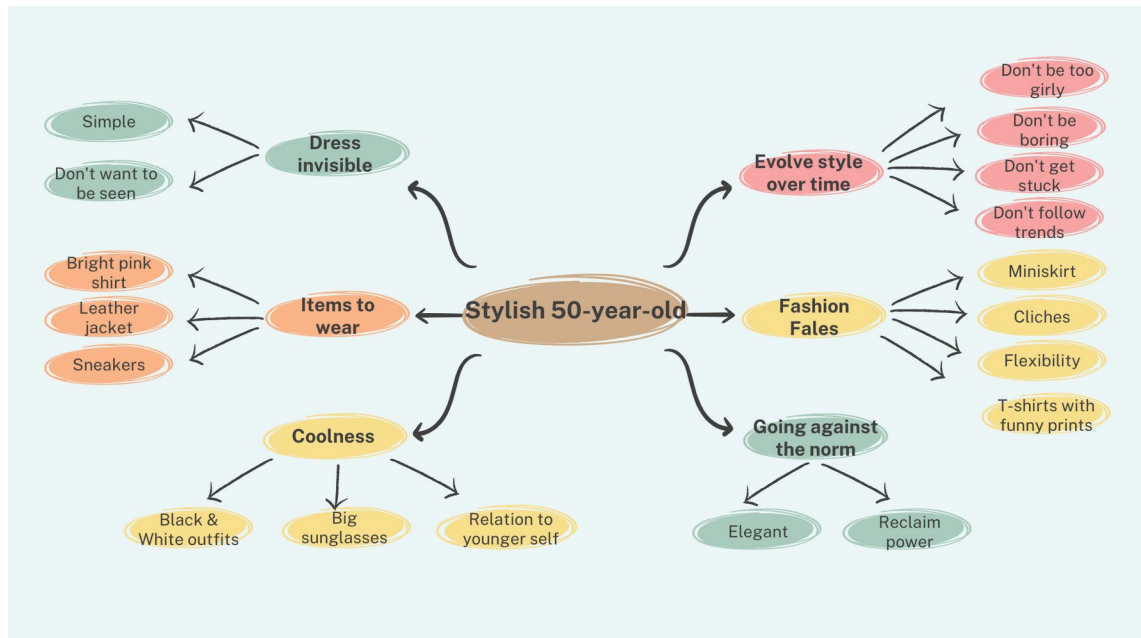 Stylish 50-year-old
Dress
invisible
Simple
Don't want to
be seen
Items to
wear
Bright pink
shirt
Leather
jacket
Sneakers
Coolness
Black &
White outfits
Big
sunglasses
Relation to
younger self
Evolve style
over time
Don't be too
girly
Don't be
boring
Don't get
stuck
Don't follow
trends
Fashion
Fales
Miniskirt
Cliches
Flexibility
T-shirts with
funny prints
Going against
the norm
Elegant
Reclaim
power